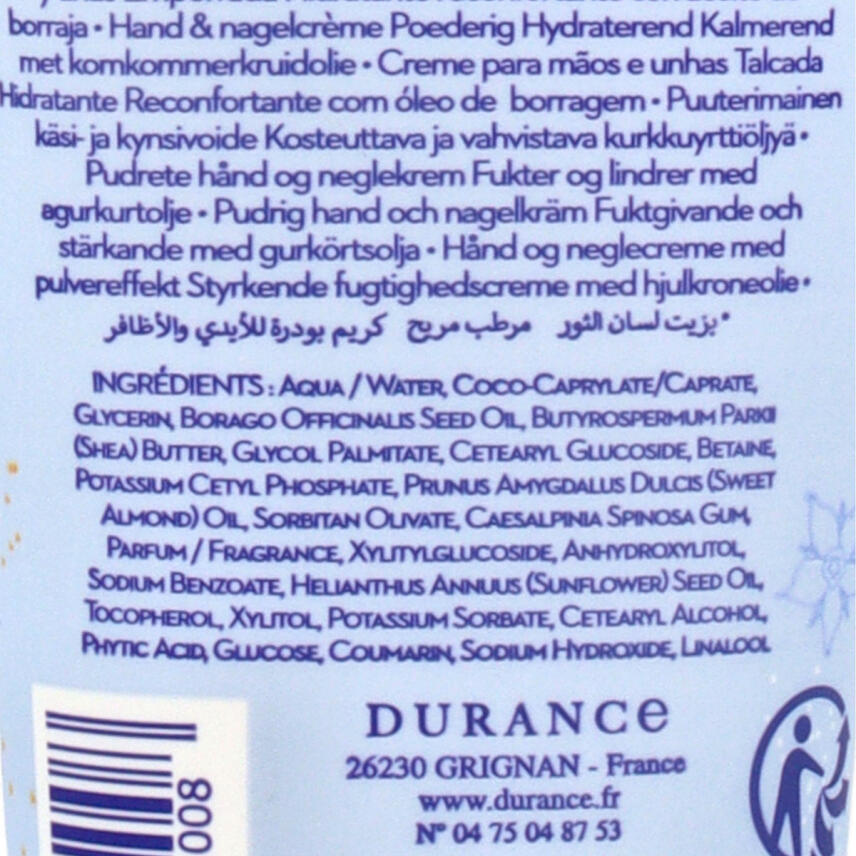 borraja • Hand & nagelcrème Poederig Hydraterend Kalmerend
met komkommerkruidolie • Creme para mãos e unhas Talcada
Hidratante Reconfortante com óleo de borragem • Puuterimainen
käsi- ja kynsivoide Kosteuttava ja vahvistava kurkkuyrttiöljyä •
Pudrete hånd og neglekrem Fukter og lindrer med
agurkurtolje • Pudrig hand och nagelkräm Fuktgivande och
stärkande med gurkörtsolja • Hånd og neglecreme med
pulvereffekt Styrkende fugtighedscreme med hjulkroneolie •
كريم بودرة للأيدي والأظافر مرطب مريح بزيت لسان الثور •
INGRÉDIENTS : AQUA / WATER, COCO-CAPRYLATE/CAPRATE,
GLYCERIN, BORAGO OFFICINALIS SEED OIL, BUTYROSPERMUM PARKII
(SHEA) BUTTER, GLYCOL PALMITATE, CETEARYL GLUCOSIDE, BETAINE,
POTASSIUM CETYL PHOSPHATE, PRUNUS AMYGDALUS DULCIS (SWEET
ALMOND) OIL, SORBITAN OLIVATE, CAESALPINIA SPINOSA GUM,
PARFUM / FRAGRANCE, XYLITYLGLUCOSIDE, ANHYDROXYLITOL,
SODIUM BENZOATE, HELIANTHUS ANNUUS (SUNFLOWER) SEED OIL,
TOCOPHEROL, XYLITOL, POTASSIUM SORBATE, CETEARYL ALCOHOL,
PHYTIC ACID, GLUCOSE, COUMARIN, SODIUM HYDROXIDE, LINALOOL
DURANCe
26230 GRIGNAN - France
www.durance.fr
N° 04 75 04 87 53
008